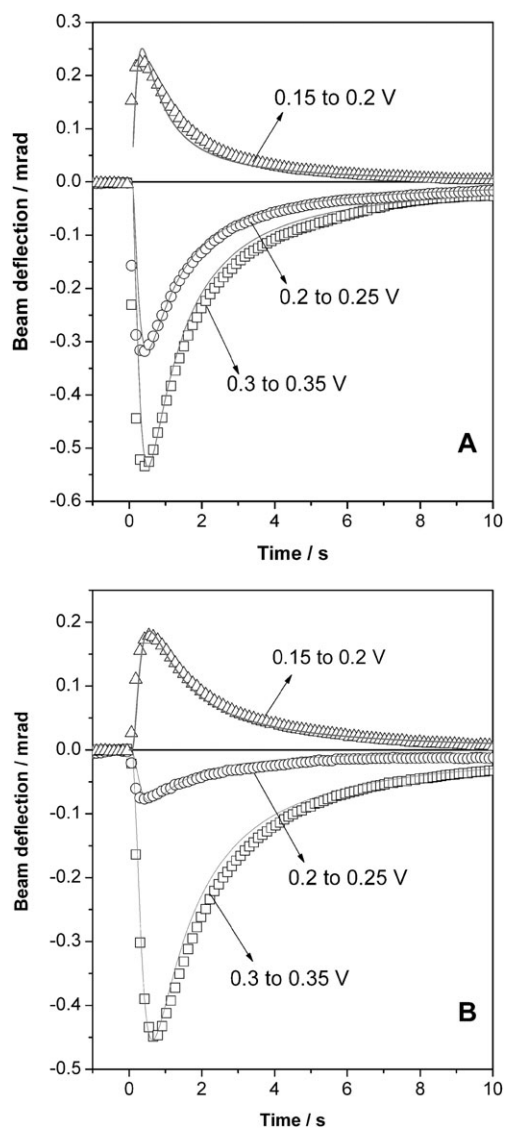 0.3
0.2
0.1
0.0
-0.1
-0.2
-0.3
-0.4
-0.5
-0.6
Beam deflection / mrad
0.15 to 0.2 V
0.2 to 0.25 V
0.3 to 0.35 V
A
0 2 4 6 8 10
Time / s
0.2
0.1
0.0
-0.1
-0.2
-0.3
-0.4
-0.5
Beam deflection / mrad
0.15 to 0.2 V
0.2 to 0.25 V
0.3 to 0.35 V
B
0 2 4 6 8 10
Time / s